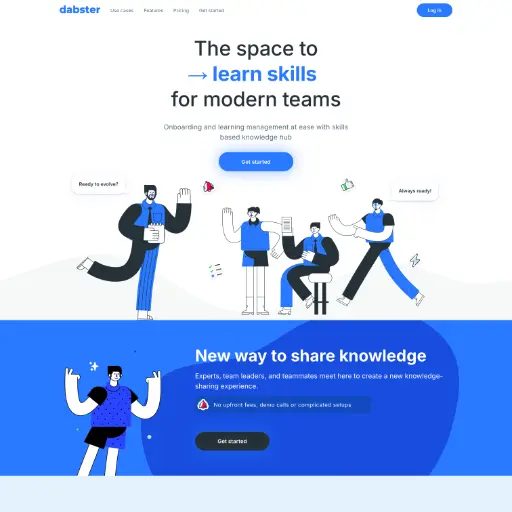 dabster
Use cases
Features
Pricing
Get started
Log in
The space to
→ learn skills
for modern teams
Onboarding and learning management at ease with skills
based knowledge hub
Get started
Ready to evolve?
Always ready!
New way to share knowledge
Experts, team leaders, and teammates meet here to create a new knowledge-
sharing experience.
No upfront fees, demo calls or complicated setups
Get started